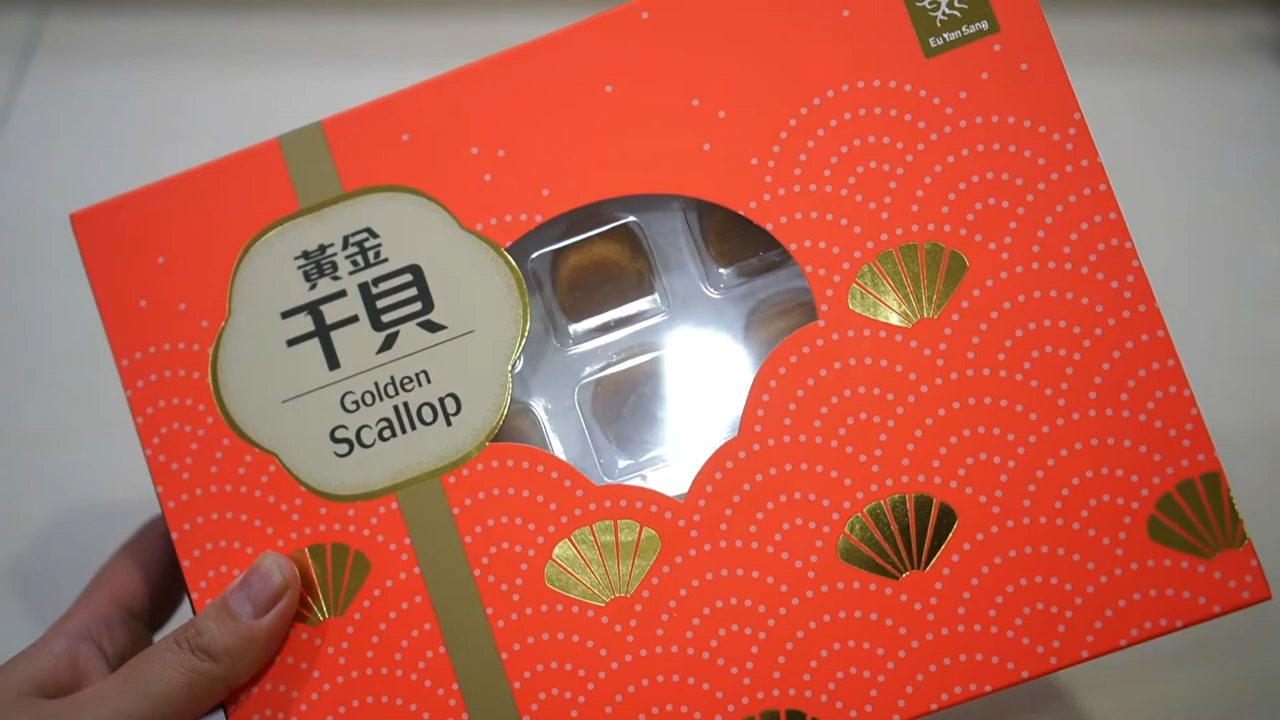 Eu Yan Sang
黃金
干貝
Golden
Scallop